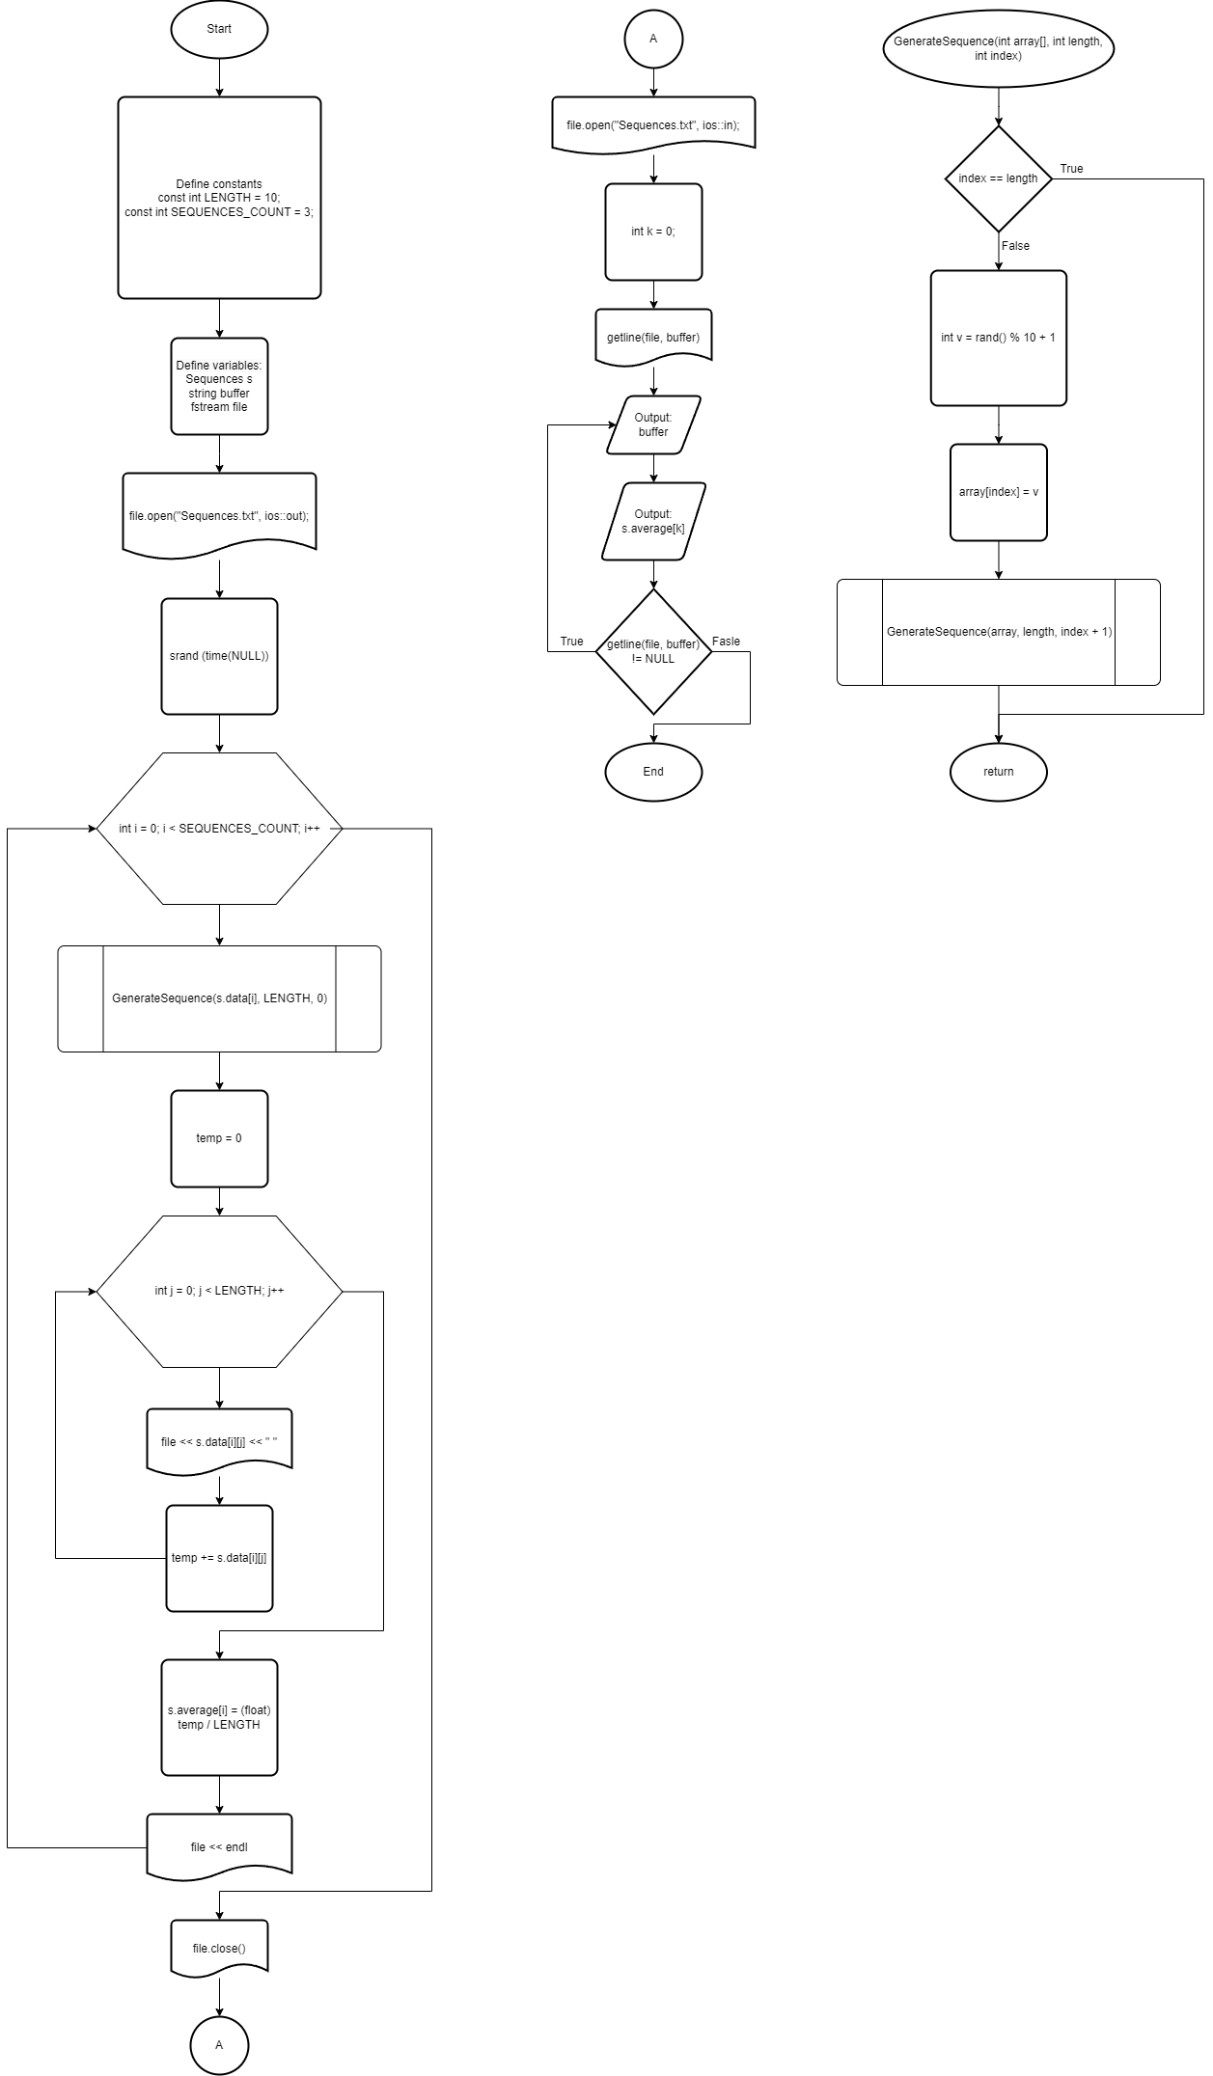 Start
Define constants
const int LENGTH = 10;
const int SEQUENCES_COUNT = 3;
Define variables:
Sequences s
string buffer
fstream file
file.open("Sequences.txt", ios::out);
srand (time(NULL))
int i = 0; i < SEQUENCES_COUNT; i++
GenerateSequence(s.data[i], LENGTH, 0)
temp = 0
int j = 0; j < LENGTH; j++
file << s.data[i][j] << " "
temp += s.data[i][j]
s.average[i] = (float)
temp / LENGTH
file << endl
file.close()
A
A
file.open("Sequences.txt", ios::in);
int k = 0;
getline(file, buffer)
Output:
buffer
Output:
s.average[k]
getline(file, buffer)
!= NULL
True
Fasle
End
GenerateSequence(int array[], int length,
int index)
index == length
True
False
int v = rand() % 10 + 1
array[index] = v
GenerateSequence(array, length, index + 1)
return